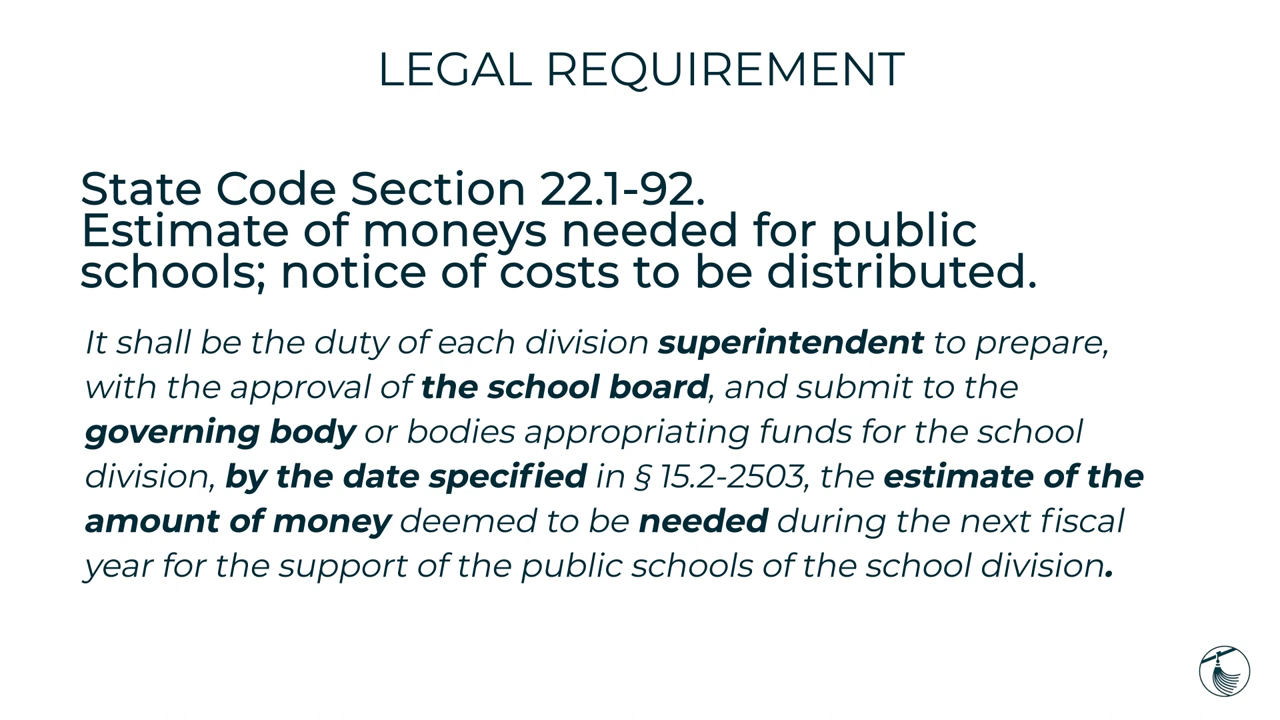 LEGAL REQUIREMENT
State Code Section 22.1-92.
Estimate of moneys needed for public
schools; notice of costs to be distributed.
It shall be the duty of each division superintendent to prepare,
with the approval of the school board, and submit to the
governing body or bodies appropriating funds for the school
division, by the date specified in § 15.2-2503, the estimate of the
amount of money deemed to be needed during the next fiscal
year for the support of the public schools of the school division.